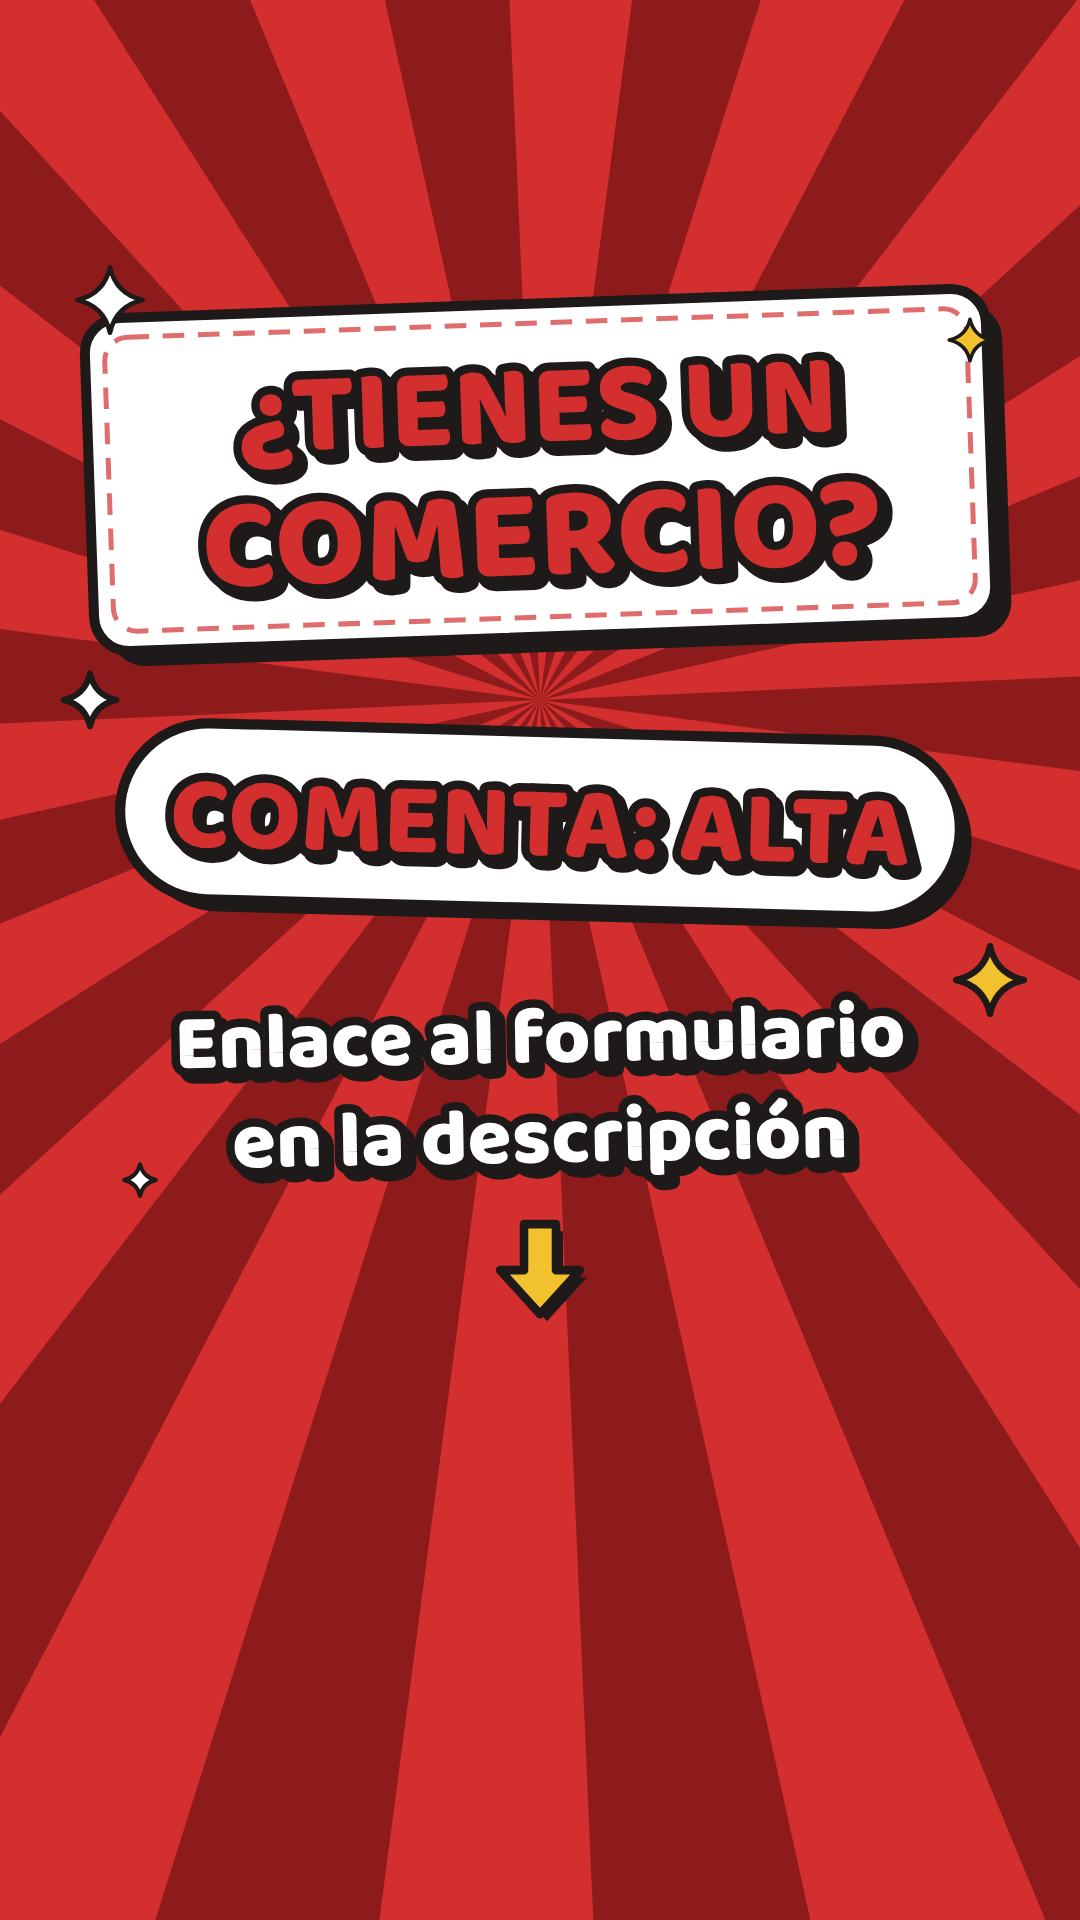 ¿TIENES UN
COMERCIO?
COMENTA: ALTA
Enlace al formulario
en la descripción